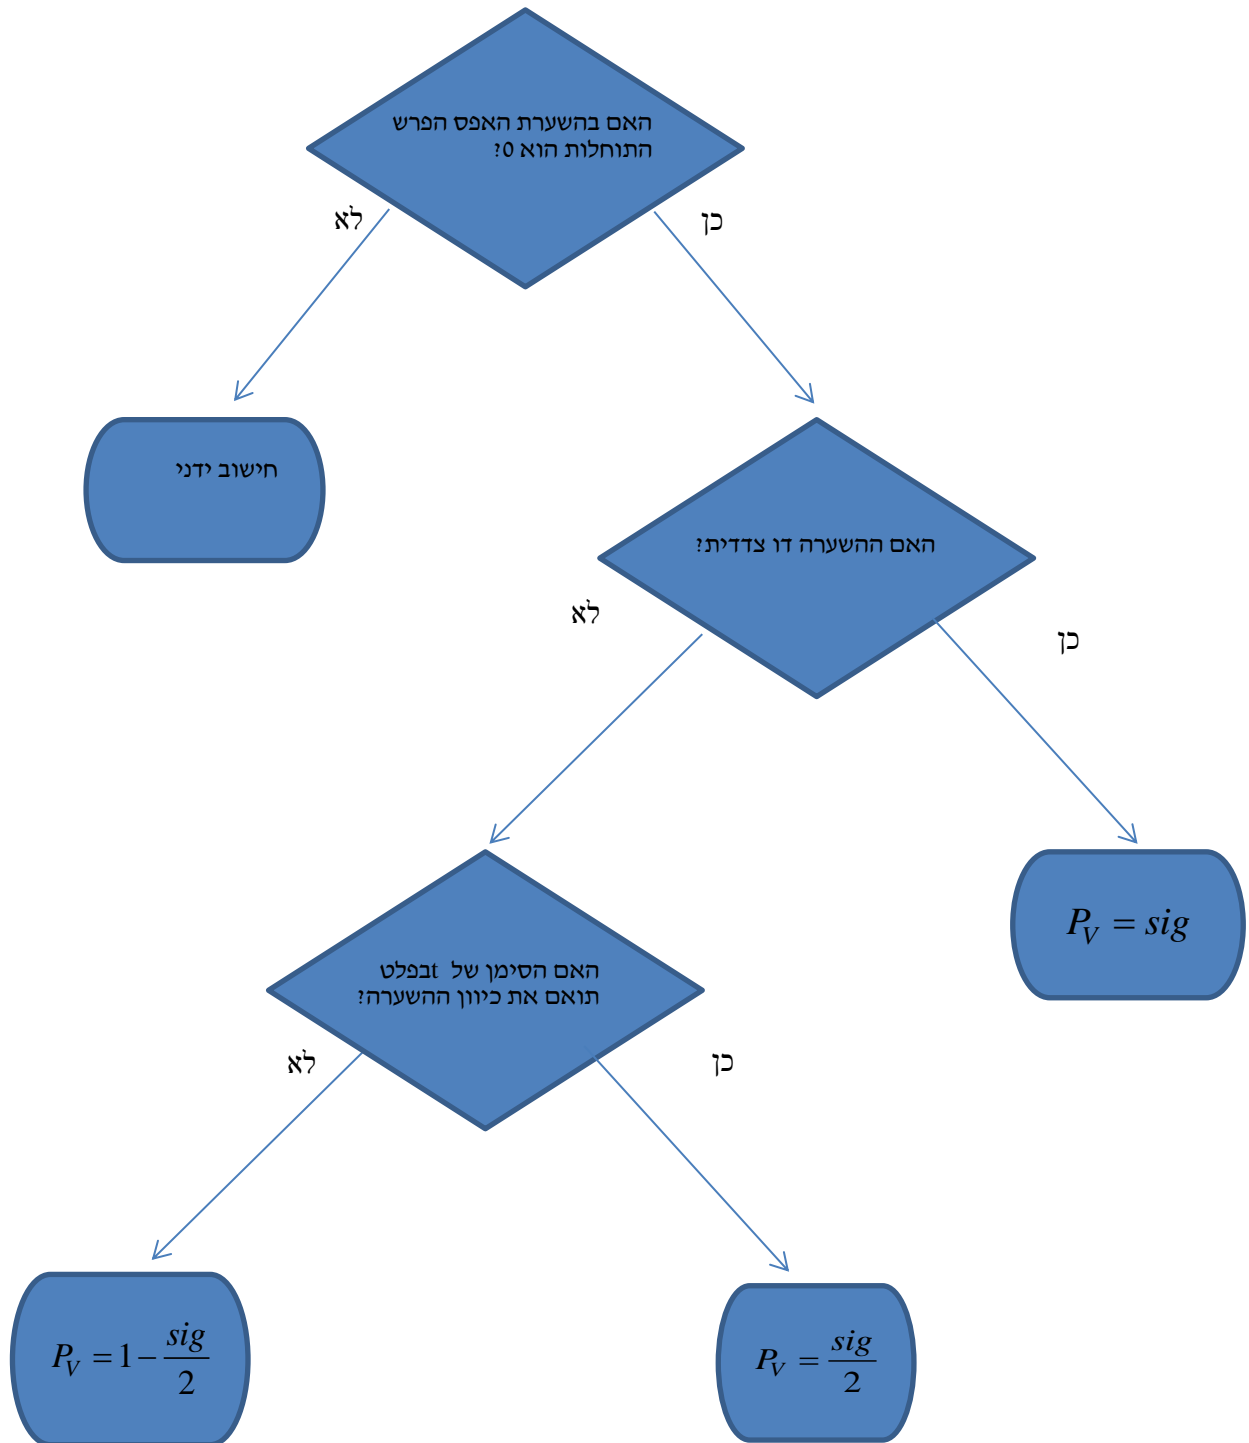 האם בהשערת האפס הפרש
התוחלות הוא 0?
כן
לא
חישוב ידני
האם ההשערה דו צדדית?
כן
לא
P_V = sig
האם הסימן של tבפלט
תואם את כיוון ההשערה?
כן
לא
P_V = sig/2
P_V = 1 - sig/2